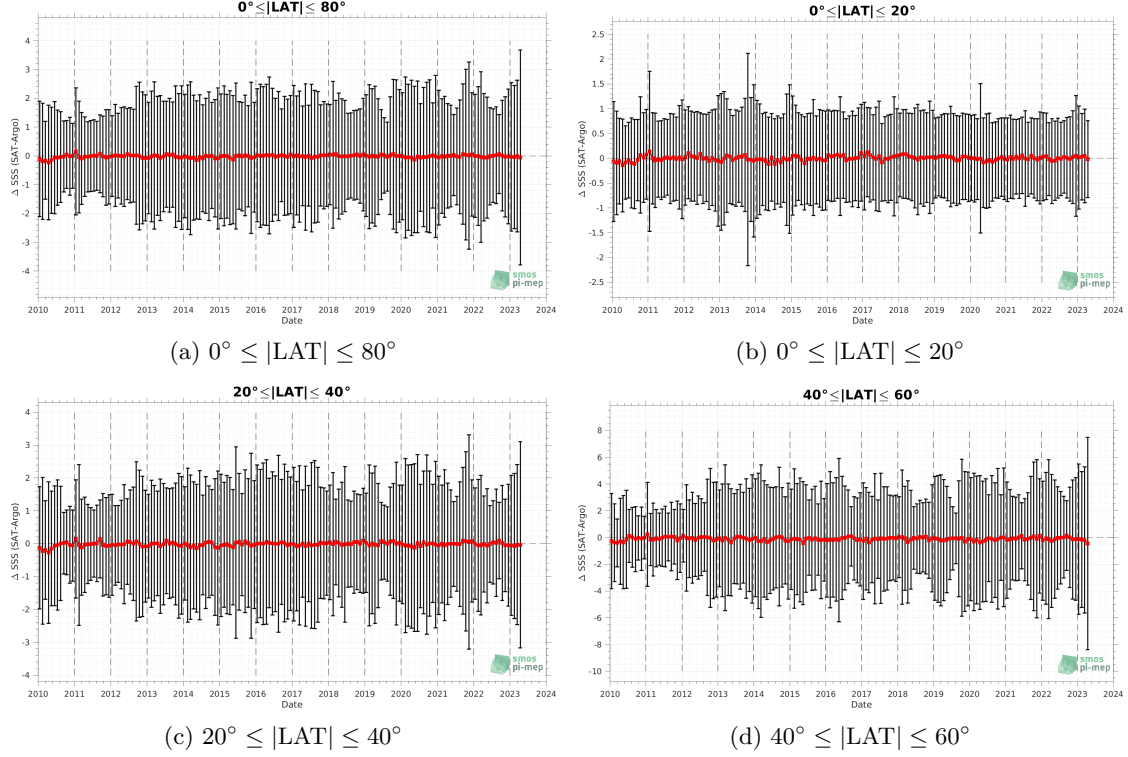 0°≤|LAT|≤ 80°
Δ SSS (SAT-Argo)
4
3
2
1
0
-1
-2
-3
-4
2010 2011 2012 2013 2014 2015 2016 2017 2018 2019 2020 2021 2022 2023 2024
Date
smos
pi-mep
(a) 0° ≤ |LAT| ≤ 80°
0°≤|LAT|≤ 20°
Δ SSS (SAT-Argo)
2.5
2
1.5
1
0.5
0
-0.5
-1
-1.5
-2
-2.5
2010 2011 2012 2013 2014 2015 2016 2017 2018 2019 2020 2021 2022 2023 2024
Date
smos
pi-mep
(b) 0° ≤ |LAT| ≤ 20°
20°≤|LAT|≤ 40°
Δ SSS (SAT-Argo)
4
3
2
1
0
-1
-2
-3
-4
2010 2011 2012 2013 2014 2015 2016 2017 2018 2019 2020 2021 2022 2023 2024
Date
smos
pi-mep
(c) 20° ≤ |LAT| ≤ 40°
40°≤|LAT|≤ 60°
Δ SSS (SAT-Argo)
8
6
4
2
0
-2
-4
-6
-8
-10
2010 2011 2012 2013 2014 2015 2016 2017 2018 2019 2020 2021 2022 2023 2024
Date
smos
pi-mep
(d) 40° ≤ |LAT| ≤ 60°